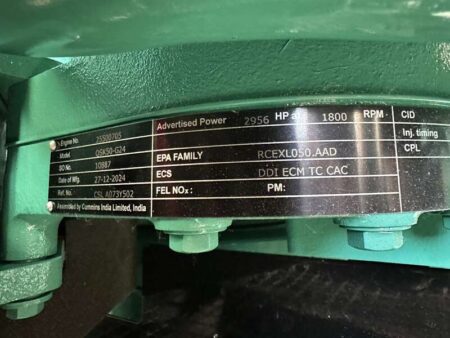 Engine No. 25500705
Model. QSK50-G24
SO No. 10887
Date of Mfg. 27-12-2024
Ref. No. CSL A073Y502
Assembled by Cummins India Limited, India
Advertised Power 2956 HP at 1800 RPM
EPA FAMILY RCEXL050.AAD
ECS DDI ECM TC CAC
FEL NOx: PM:
CID
Inj. timing
CPL